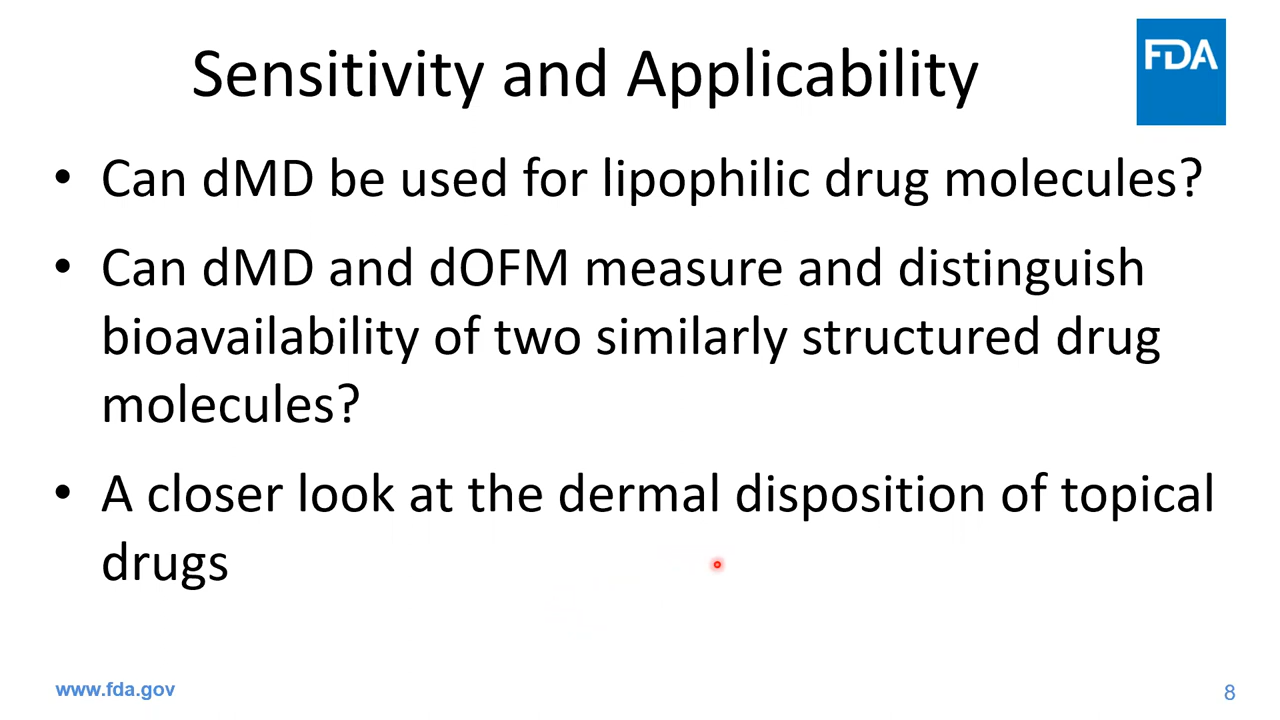 Sensitivity and Applicability
FDA
• Can dMD be used for lipophilic drug molecules?
• Can dMD and dOFM measure and distinguish
bioavailability of two similarly structured drug
molecules?
• A closer look at the dermal disposition of topical
drugs
www.fda.gov
8